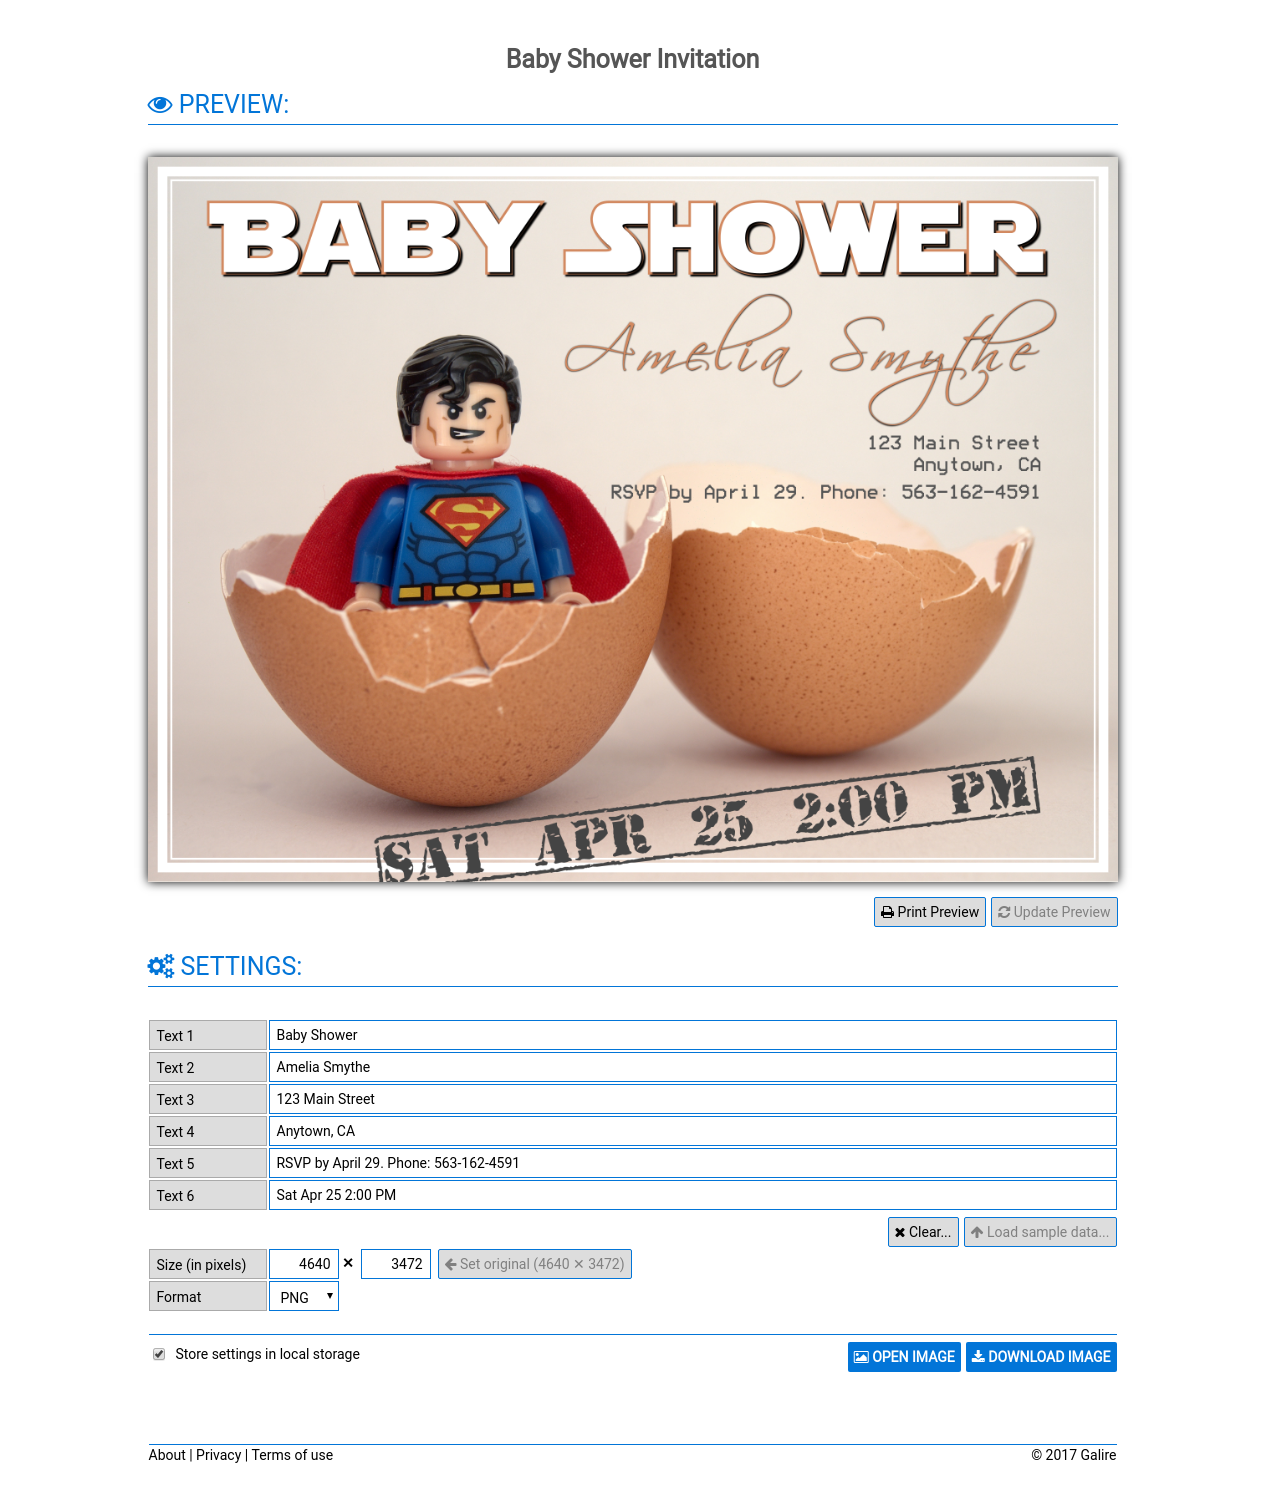 Baby Shower Invitation
PREVIEW:
BABY SHOWER
Amelia Smythe
123 Main Street
Anytown, CA
RSVP by April 29. Phone: 563-162-4591
SAT APR 25 2:00 PM
Print Preview Update Preview
SETTINGS:
Text 1 Baby Shower
Text 2 Amelia Smythe
Text 3 123 Main Street
Text 4 Anytown, CA
Text 5 RSVP by April 29. Phone: 563-162-4591
Text 6 Sat Apr 25 2:00 PM
Clear... Load sample data...
Size (in pixels) 4640 × 3472 Set original (4640 × 3472)
Format PNG
Store settings in local storage OPEN IMAGE DOWNLOAD IMAGE
About | Privacy | Terms of use © 2017 Galire